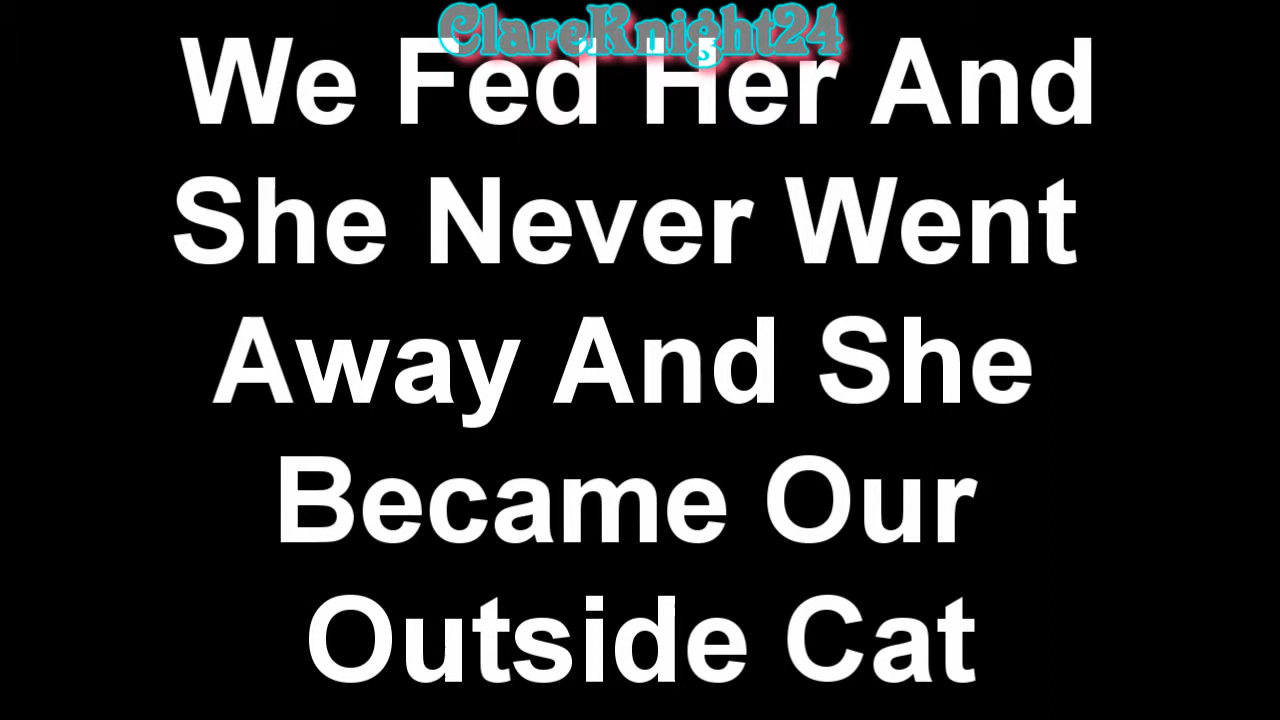 ClareKnight24
We Fed Her And
She Never Went
Away And She
Became Our
Outside Cat